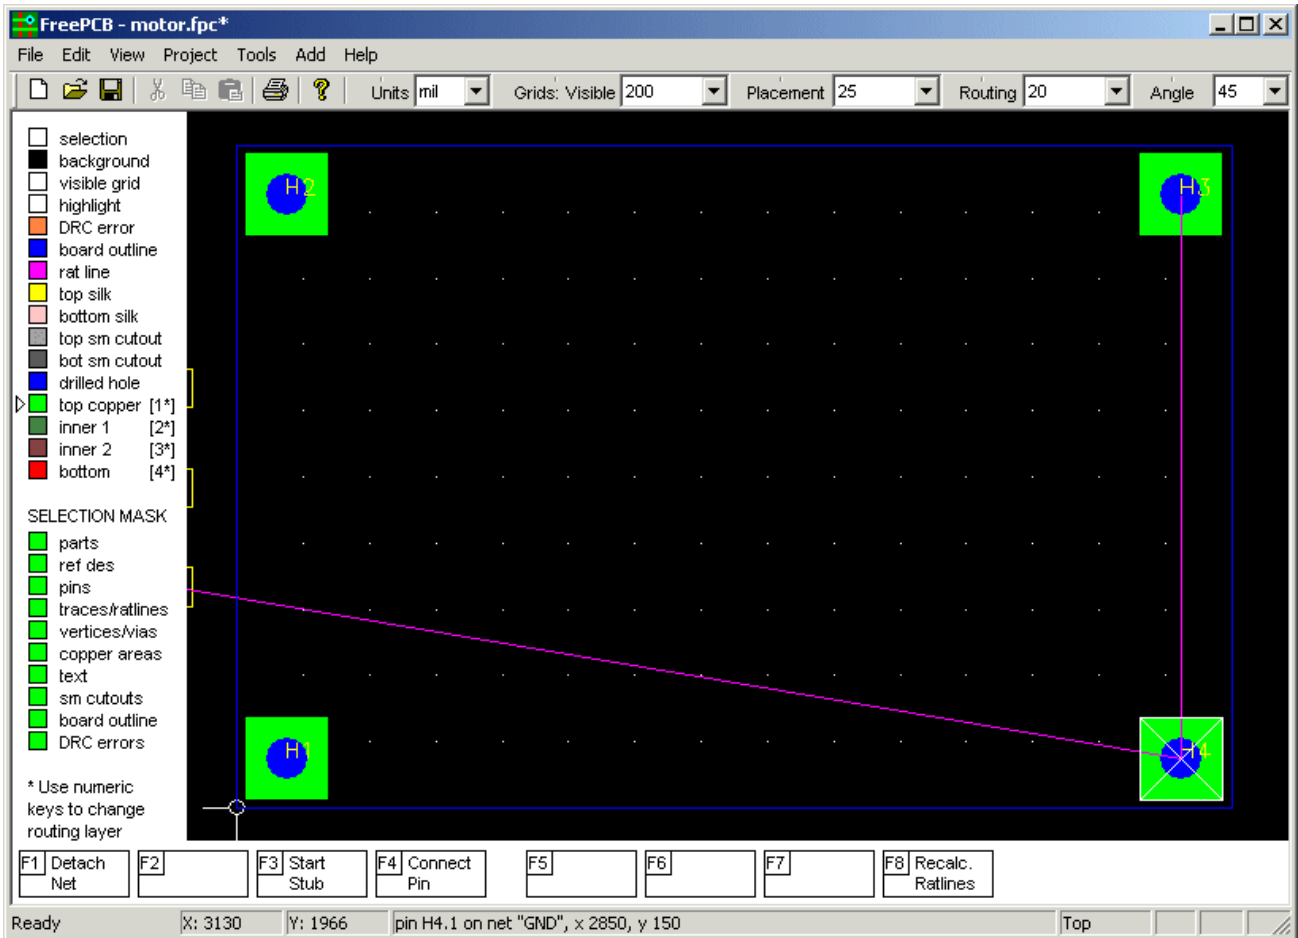 FreePCB - motor.fpc*
File Edit View Project Tools Add Help
Units mil Grids: Visible 200 Placement 25 Routing 20 Angle 45
selection
background
visible grid
highlight
DRC error
board outline
rat line
top silk
bottom silk
top sm cutout
bot sm cutout
drilled hole
top copper [1*]
inner 1 [2*]
inner 2 [3*]
bottom [4*]
SELECTION MASK
parts
ref des
pins
traces/ratlines
vertices/vias
copper areas
text
sm cutouts
board outline
DRC errors
* Use numeric
keys to change
routing layer
H2 H3
H1 H4
F1 Detach Net
F2
F3 Start Stub
F4 Connect Pin
F5
F6
F7
F8 Recalc. Ratlines
Ready X: 3130 Y: 1966 pin H4.1 on net "GND", x 2850, y 150 Top